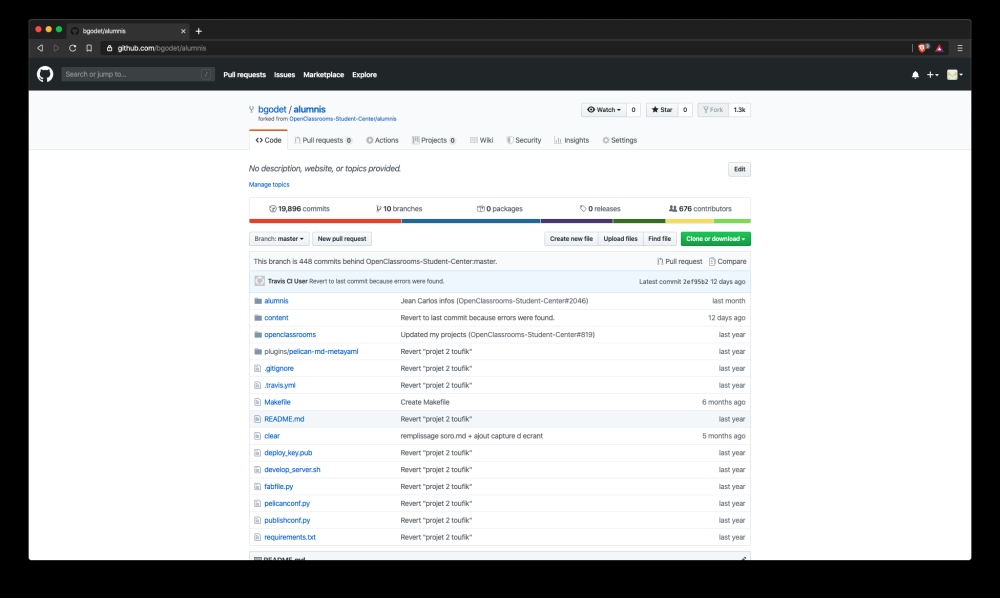 bgodet/alumnis
github.com/bgodet/alumnis
Search or jump to... / Pull requests Issues Marketplace Explore
bgodet / alumnis Watch 0 Star 0 Fork 1.3k
forked from OpenClassrooms-Student-Center/alumnis
Code Pull requests 0 Actions Projects 0 Wiki Security Insights Settings
No description, website, or topics provided. Edit
Manage topics
19,896 commits 10 branches 0 packages 0 releases 676 contributors
Branch: master New pull request Create new file Upload files Find file Clone or download
This branch is 448 commits behind OpenClassrooms-Student-Center:master. Pull request Compare
Travis CI User Revert to last commit because errors were found. Latest commit 2ef95b2 12 days ago
alumnis Jean Carlos infos (OpenClassrooms-Student-Center#2046) last month
content Revert to last commit because errors were found. 12 days ago
openclassrooms Updated my projects (OpenClassrooms-Student-Center#819) last year
plugins/pelican-md-metayaml Revert "projet 2 toufik" last year
.gitignore Revert "projet 2 toufik" last year
.travis.yml Revert "projet 2 toufik" last year
Makefile Create Makefile 6 months ago
README.md Revert "projet 2 toufik" last year
clear remplissage soro.md + ajout capture d ecrant 5 months ago
deploy_key.pub Revert "projet 2 toufik" last year
develop_server.sh Revert "projet 2 toufik" last year
fabfile.py Revert "projet 2 toufik" last year
pelicanconf.py Revert "projet 2 toufik" last year
publishconf.py Revert "projet 2 toufik" last year
requirements.txt Revert "projet 2 toufik" last year
README.md